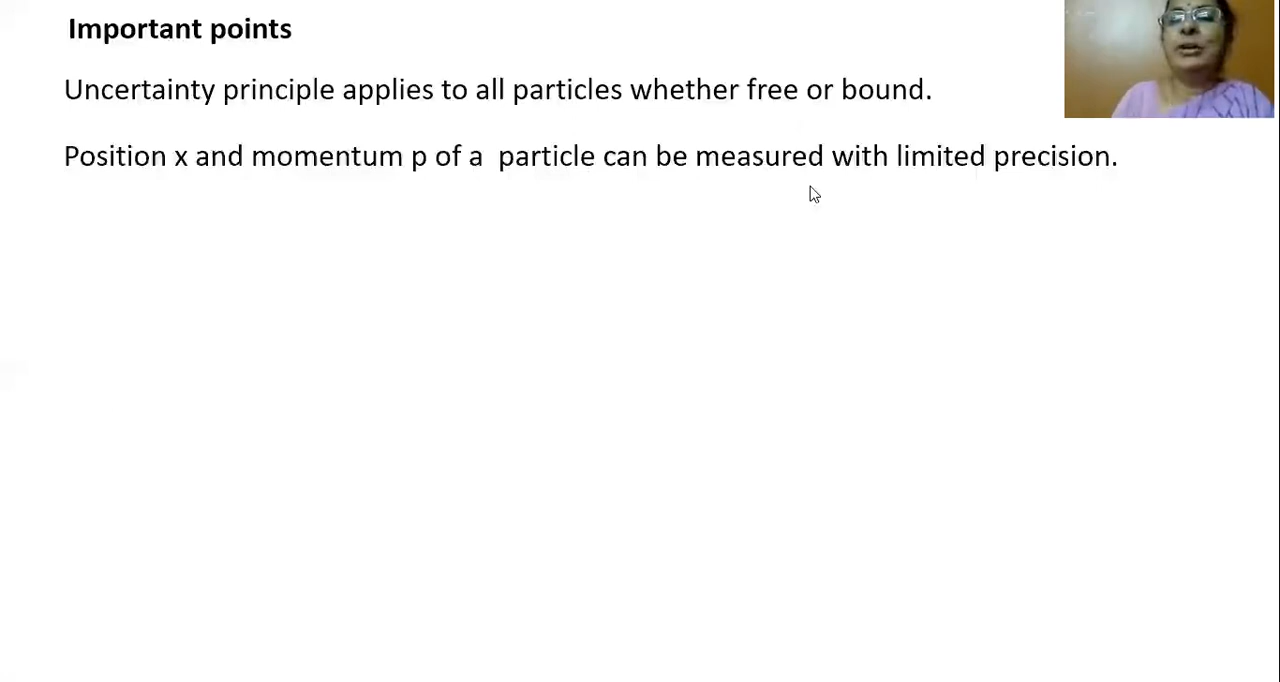 Important points
Uncertainty principle applies to all particles whether free or bound.
Position x and momentum p of a particle can be measured with limited precision.